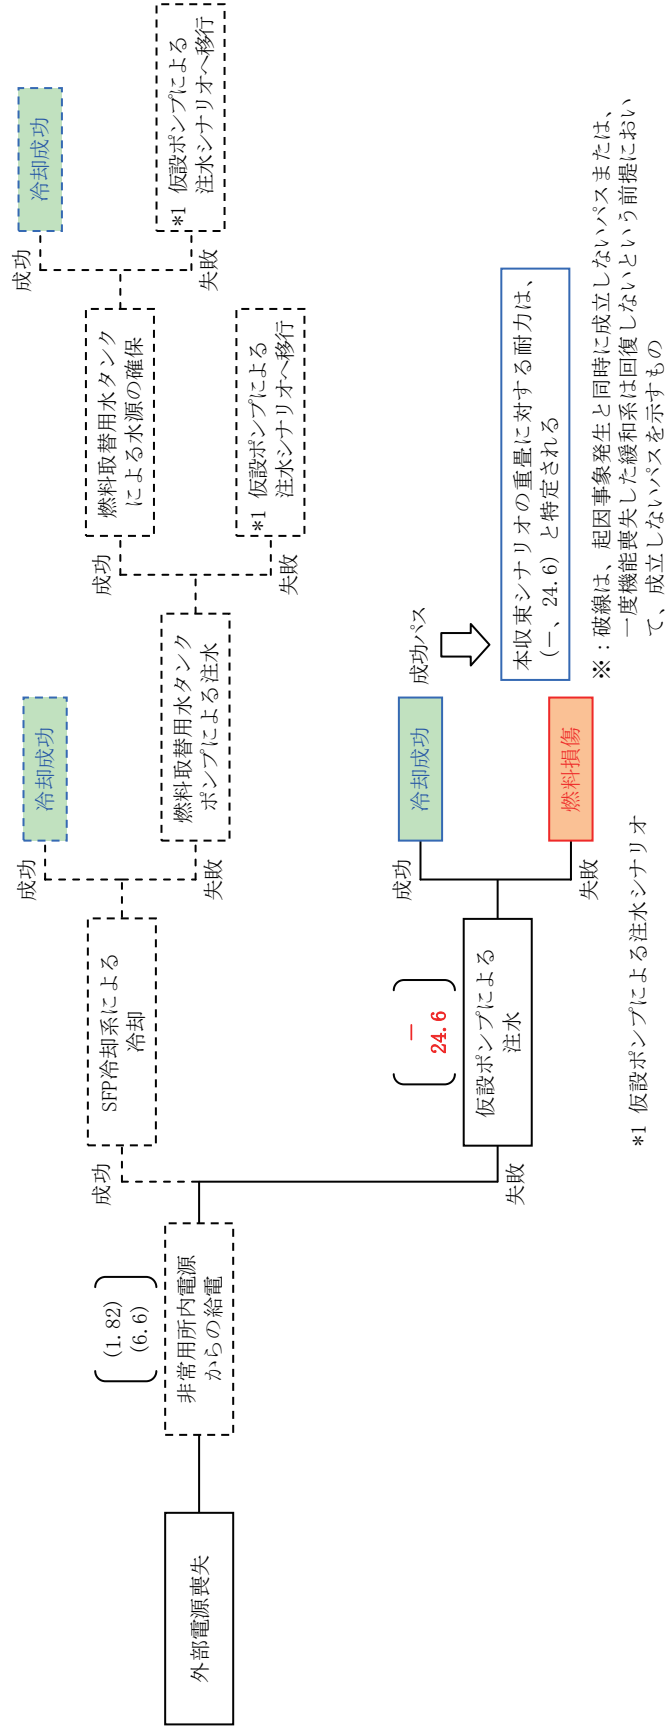 外部電源喪失
(1.82)
(6.6)
非常用所内電源
からの給電
成功
失敗
SFP冷却系による
冷却
成功
失敗
冷却成功
燃料取替用水タンク
ポンプによる注水
成功
失敗
燃料取替用水タンク
による水源の確保
*1 仮設ポンプによる
注水シナリオへ移行
成功
失敗
冷却成功
*1 仮設ポンプによる
注水シナリオへ移行
－
24.6
仮設ポンプによる
注水
成功
失敗
冷却成功
燃料損傷
成功パス
本収束シナリオの重畳に対する耐力は、
(－、24.6) と特定される
*1 仮設ポンプによる注水シナリオ
※：破線は、起因事象発生と同時に成立しないパスまたは、
一度機能喪失した緩和系は回復しないという前提におい
て、成立しないパスを示すもの